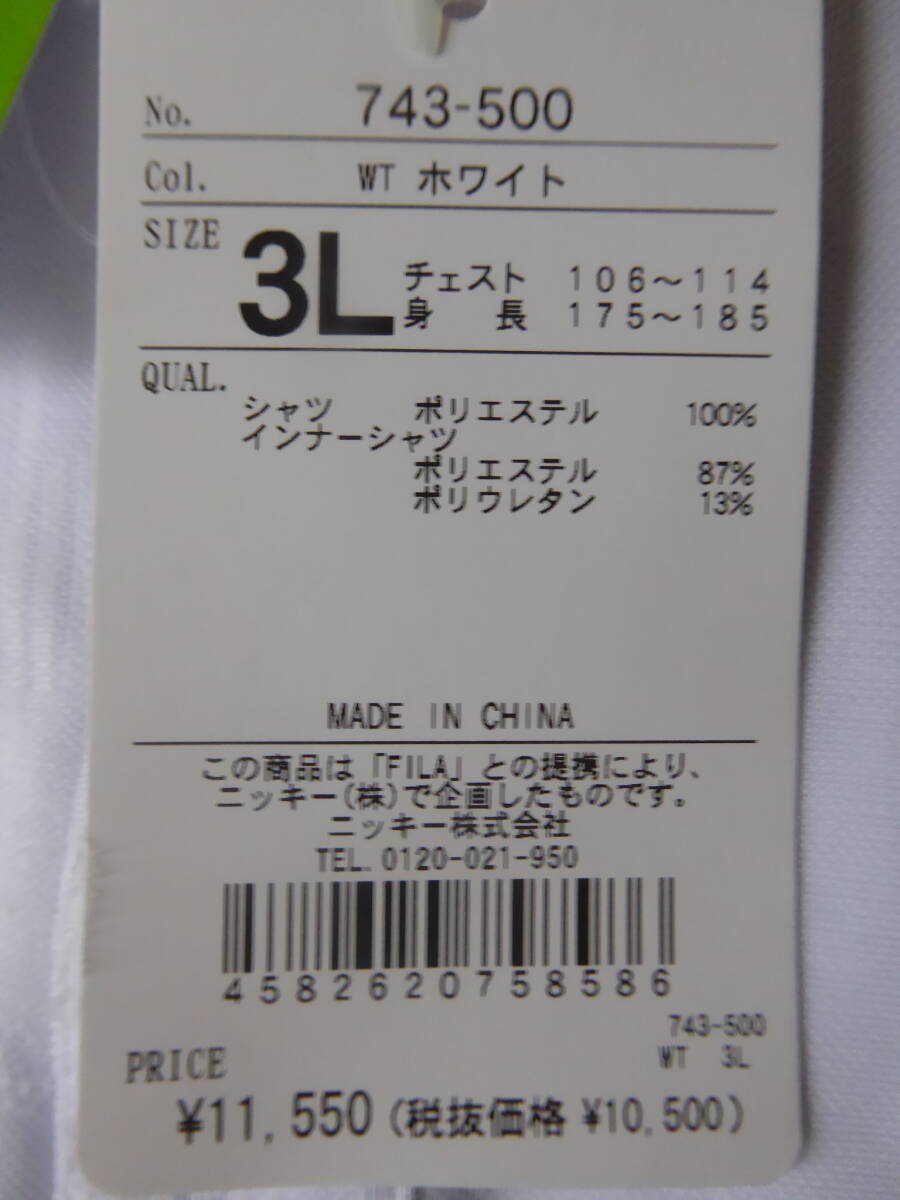 No. 743-500
Col. WT ホワイト
SIZE 3L チェスト 106～114
身長 175～185
QUAL.
シャツ ポリエステル 100%
インナーシャツ
ポリエステル 87%
ポリウレタン 13%
MADE IN CHINA
この商品は「FILA」との提携により、
ニッキー(株)で企画したものです。
ニッキー株式会社
TEL. 0120-021-950
4582620758586
743-500
WT 3L
PRICE
¥11,550 (税抜価格 ¥10,500)